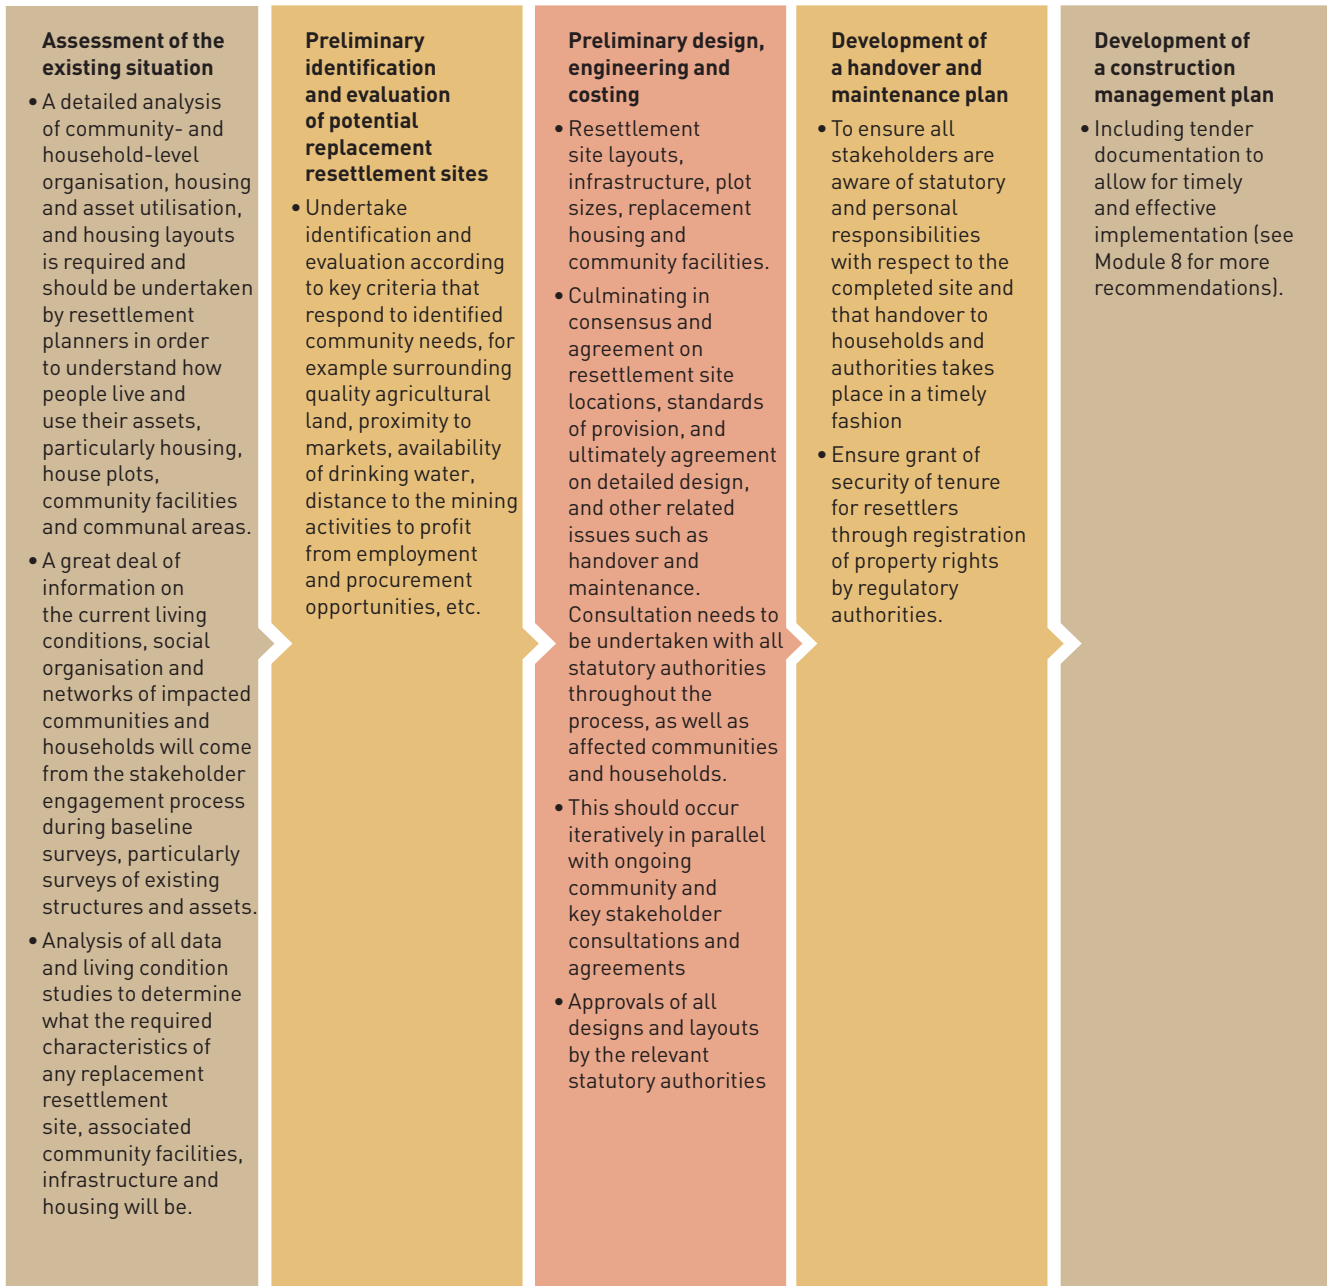 Assessment of the
existing situation
• A detailed analysis
of community- and
household-level
organisation, housing
and asset utilisation,
and housing layouts
is required and
should be undertaken
by resettlement
planners in order
to understand how
people live and
use their assets,
particularly housing,
house plots,
community facilities
and communal areas.
• A great deal of
information on
the current living
conditions, social
organisation and
networks of impacted
communities and
households will come
from the stakeholder
engagement process
during baseline
surveys, particularly
surveys of existing
structures and assets.
• Analysis of all data
and living condition
studies to determine
what the required
characteristics of
any replacement
resettlement
site, associated
community facilities,
infrastructure and
housing will be.
Preliminary
identification
and evaluation
of potential
replacement
resettlement sites
• Undertake
identification and
evaluation according
to key criteria that
respond to identified
community needs, for
example surrounding
quality agricultural
land, proximity to
markets, availability
of drinking water,
distance to the mining
activities to profit
from employment
and procurement
opportunities, etc.
Preliminary design,
engineering and
costing
• Resettlement
site layouts,
infrastructure, plot
sizes, replacement
housing and
community facilities.
• Culminating in
consensus and
agreement on
resettlement site
locations, standards
of provision, and
ultimately agreement
on detailed design,
and other related
issues such as
handover and
maintenance.
Consultation needs to
be undertaken with all
statutory authorities
throughout the
process, as well as
affected communities
and households.
• This should occur
iteratively in parallel
with ongoing
community and
key stakeholder
consultations and
agreements
• Approvals of all
designs and layouts
by the relevant
statutory authorities
Development of
a handover and
maintenance plan
• To ensure all
stakeholders are
aware of statutory
and personal
responsibilities
with respect to the
completed site and
that handover to
households and
authorities takes
place in a timely
fashion
• Ensure grant of
security of tenure
for resettlers
through registration
of property rights
by regulatory
authorities.
Development of
a construction
management plan
• Including tender
documentation to
allow for timely
and effective
implementation (see
Module 8 for more
recommendations).